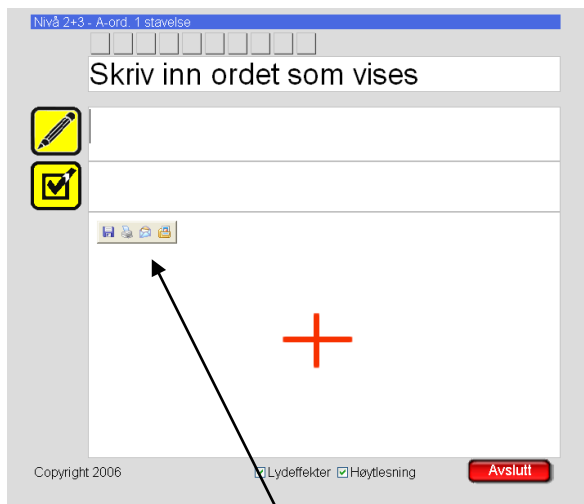 Nivå 2+3 - A-ord. 1 stavelse
Skriv inn ordet som vises
Copyright 2006
Lydeffekter
Høytlesning
Avslutt